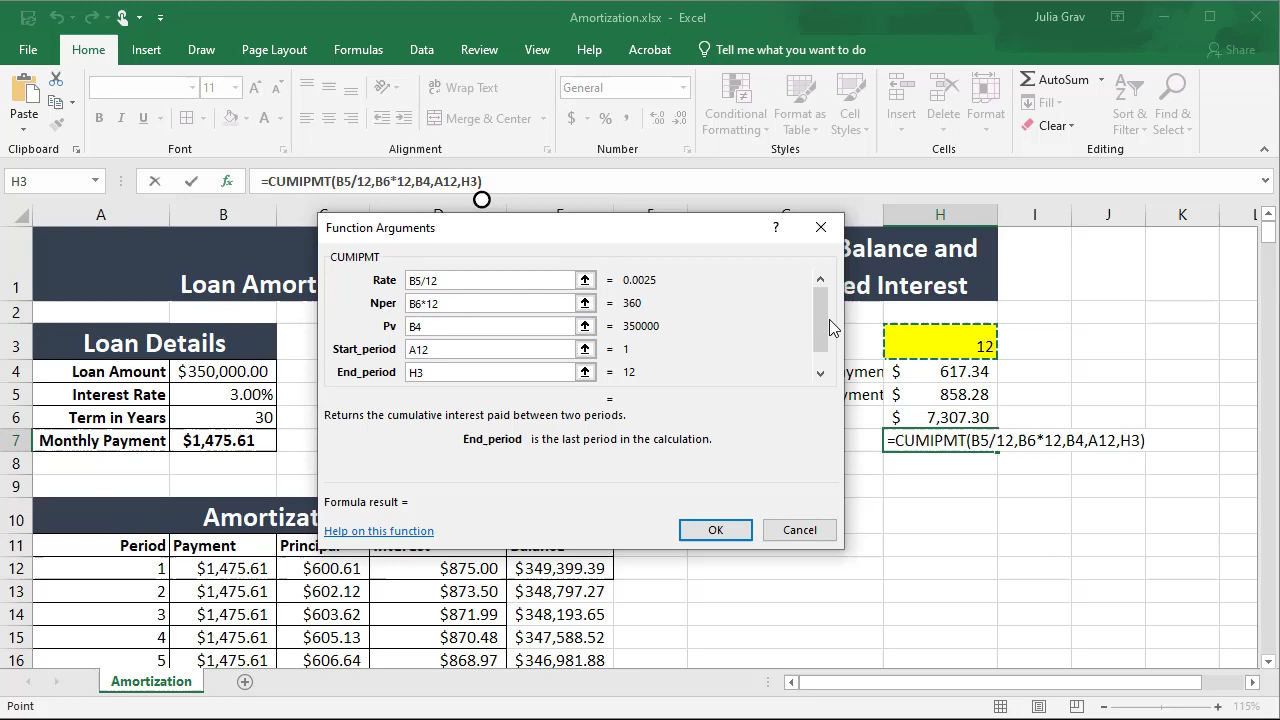 Amortization.xlsx - Excel
Julia Grav
File Home Insert Draw Page Layout Formulas Data Review View Help Acrobat Tell me what you want to do Share
11
General
Wrap Text
AutoSum
Paste
B I U
Merge & Center
$ % ,
Conditional Formatting
Format as Table
Cell Styles
Insert Delete Format
Fill
Clear
Sort & Filter
Find & Select
Clipboard Font Alignment Number Styles Cells Editing
H3 fx =CUMIPMT(B5/12,B6*12,B4,A12,H3)
A B H I J K
Function Arguments ?
CUMIPMT
Rate B5/12 = 0.0025
Nper B6*12 = 360
Pv B4 = 350000
Start_period A12 = 1
End_period H3 = 12
=
Returns the cumulative interest paid between two periods.
End_period is the last period in the calculation.
Formula result =
Help on this function
OK Cancel
1 Loan Amort Balance and
ed Interest
2
3 Loan Details 12
4 Loan Amount $350,000.00 $ 617.34
5 Interest Rate 3.00% $ 858.28
6 Term in Years 30 $ 7,307.30
7 Monthly Payment $1,475.61 =CUMIPMT(B5/12,B6*12,B4,A12,H3)
8
9
10 Amortizat
11 Period Payment
12 1 $1,475.61 $600.61 $875.00 $349,399.39
13 2 $1,475.61 $602.12 $873.50 $348,797.27
14 3 $1,475.61 $603.62 $871.99 $348,193.65
15 4 $1,475.61 $605.13 $870.48 $347,588.52
16 5 $1,475.61 $606.64 $868.97 $346,981.88
Amortization
Point
115%